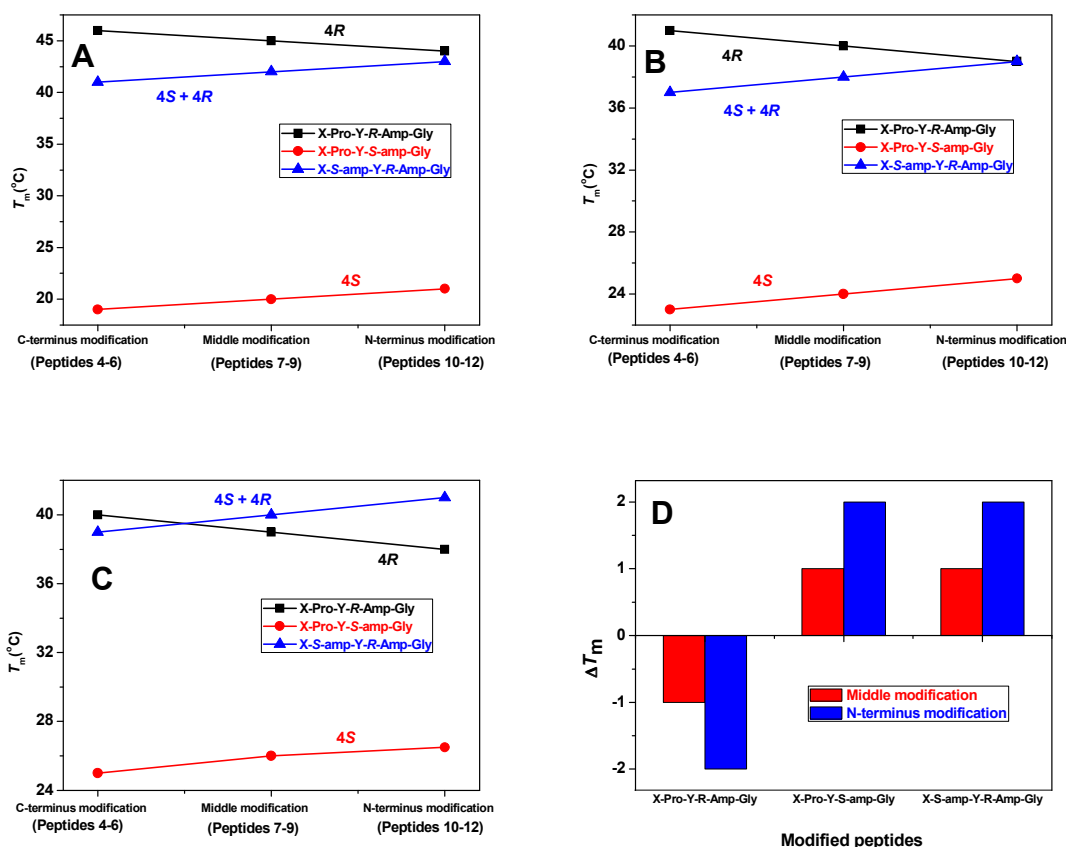 A
4R
4S + 4R
X-Pro-Y-R-Amp-Gly
X-Pro-Y-S-amp-Gly
X-S-amp-Y-R-Amp-Gly
4S
Tm(oC)
45
40
35
30
25
20
C-terminus modification
Middle modification
N-terminus modification
(Peptides 4-6)
(Peptides 7-9)
(Peptides 10-12)
B
4R
4S + 4R
X-Pro-Y-R-Amp-Gly
X-Pro-Y-S-amp-Gly
X-S-amp-Y-R-Amp-Gly
4S
Tm(oC)
40
36
32
28
24
C-terminus modification
Middle modification
N-terminus modification
(Peptides 4-6)
(Peptides 7-9)
(Peptides 10-12)
C
4S + 4R
4R
X-Pro-Y-R-Amp-Gly
X-Pro-Y-S-amp-Gly
X-S-amp-Y-R-Amp-Gly
4S
Tm(oC)
40
36
32
28
24
C-terminus modification
Middle modification
N-terminus modification
(Peptides 4-6)
(Peptides 7-9)
(Peptides 10-12)
D
Middle modification
N-terminus modification
ΔTm
2
1
0
-1
-2
X-Pro-Y-R-Amp-Gly
X-Pro-Y-S-amp-Gly
X-S-amp-Y-R-Amp-Gly
Modified peptides